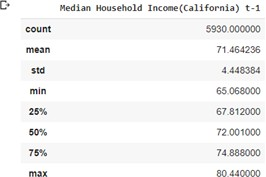 Median Household Income(California) t-1
count 5930.000000
mean 71.464236
std 4.448384
min 65.068000
25% 67.812000
50% 72.001000
75% 74.888000
max 80.440000